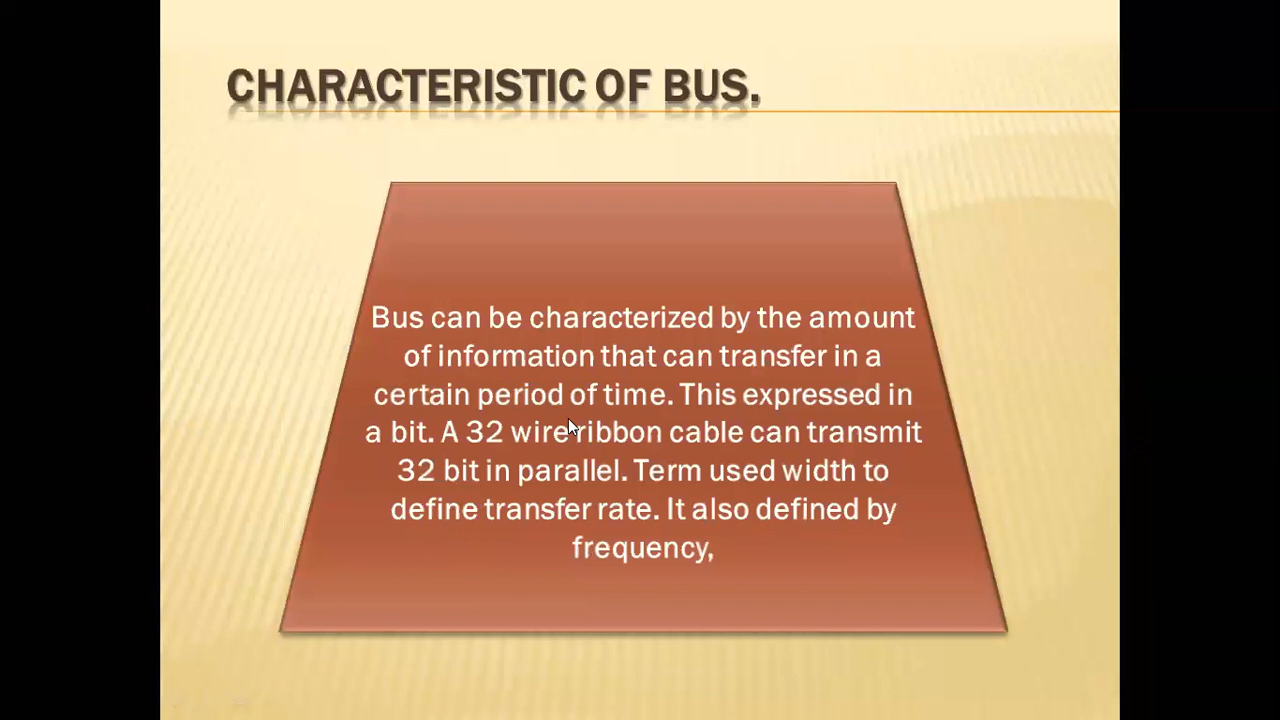 CHARACTERISTIC OF BUS.
Bus can be characterized by the amount
of information that can transfer in a
certain period of time. This expressed in
a bit. A 32 wire ribbon cable can transmit
32 bit in parallel. Term used width to
define transfer rate. It also defined by
frequency,